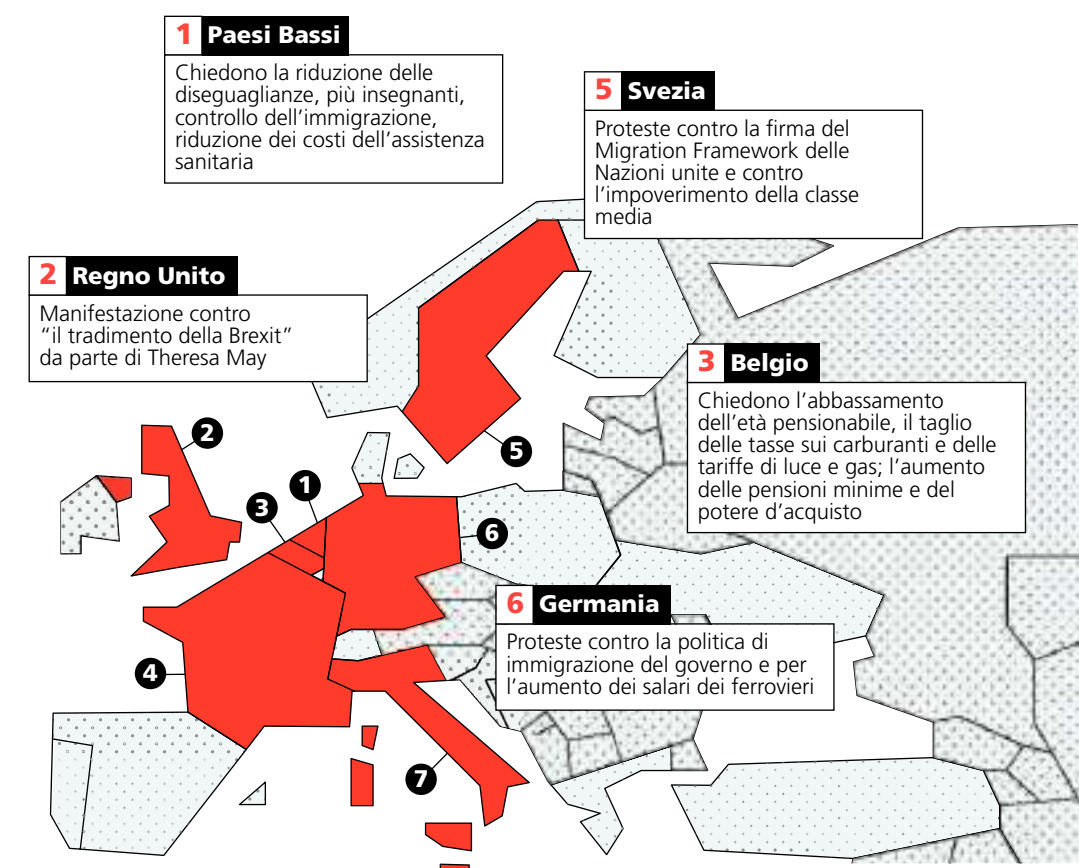 1 Paesi Bassi
Chiedono la riduzione delle
diseguaglianze, più insegnanti,
controllo dell'immigrazione,
riduzione dei costi dell'assistenza
sanitaria
5 Svezia
Proteste contro la firma del
Migration Framework delle
Nazioni unite e contro
l'impoverimento della classe
media
2 Regno Unito
Manifestazione contro
"il tradimento della Brexit"
da parte di Theresa May
3 Belgio
Chiedono l'abbassamento
dell'età pensionabile, il taglio
delle tasse sui carburanti e delle
tariffe di luce e gas; l'aumento
delle pensioni minime e del
potere d'acquisto
2
5
1
3
6
6 Germania
Proteste contro la politica di
immigrazione del governo e per
l'aumento dei salari dei ferrovieri
4
7